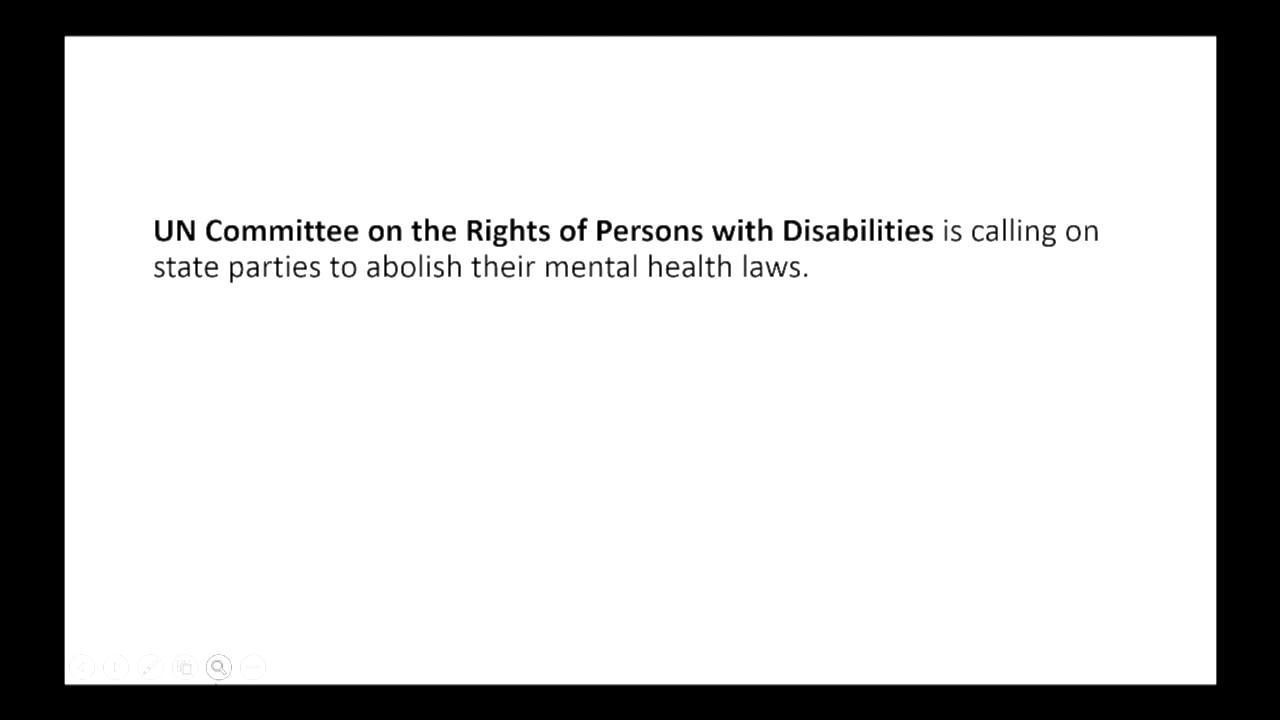 UN Committee on the Rights of Persons with Disabilities is calling on
state parties to abolish their mental health laws.